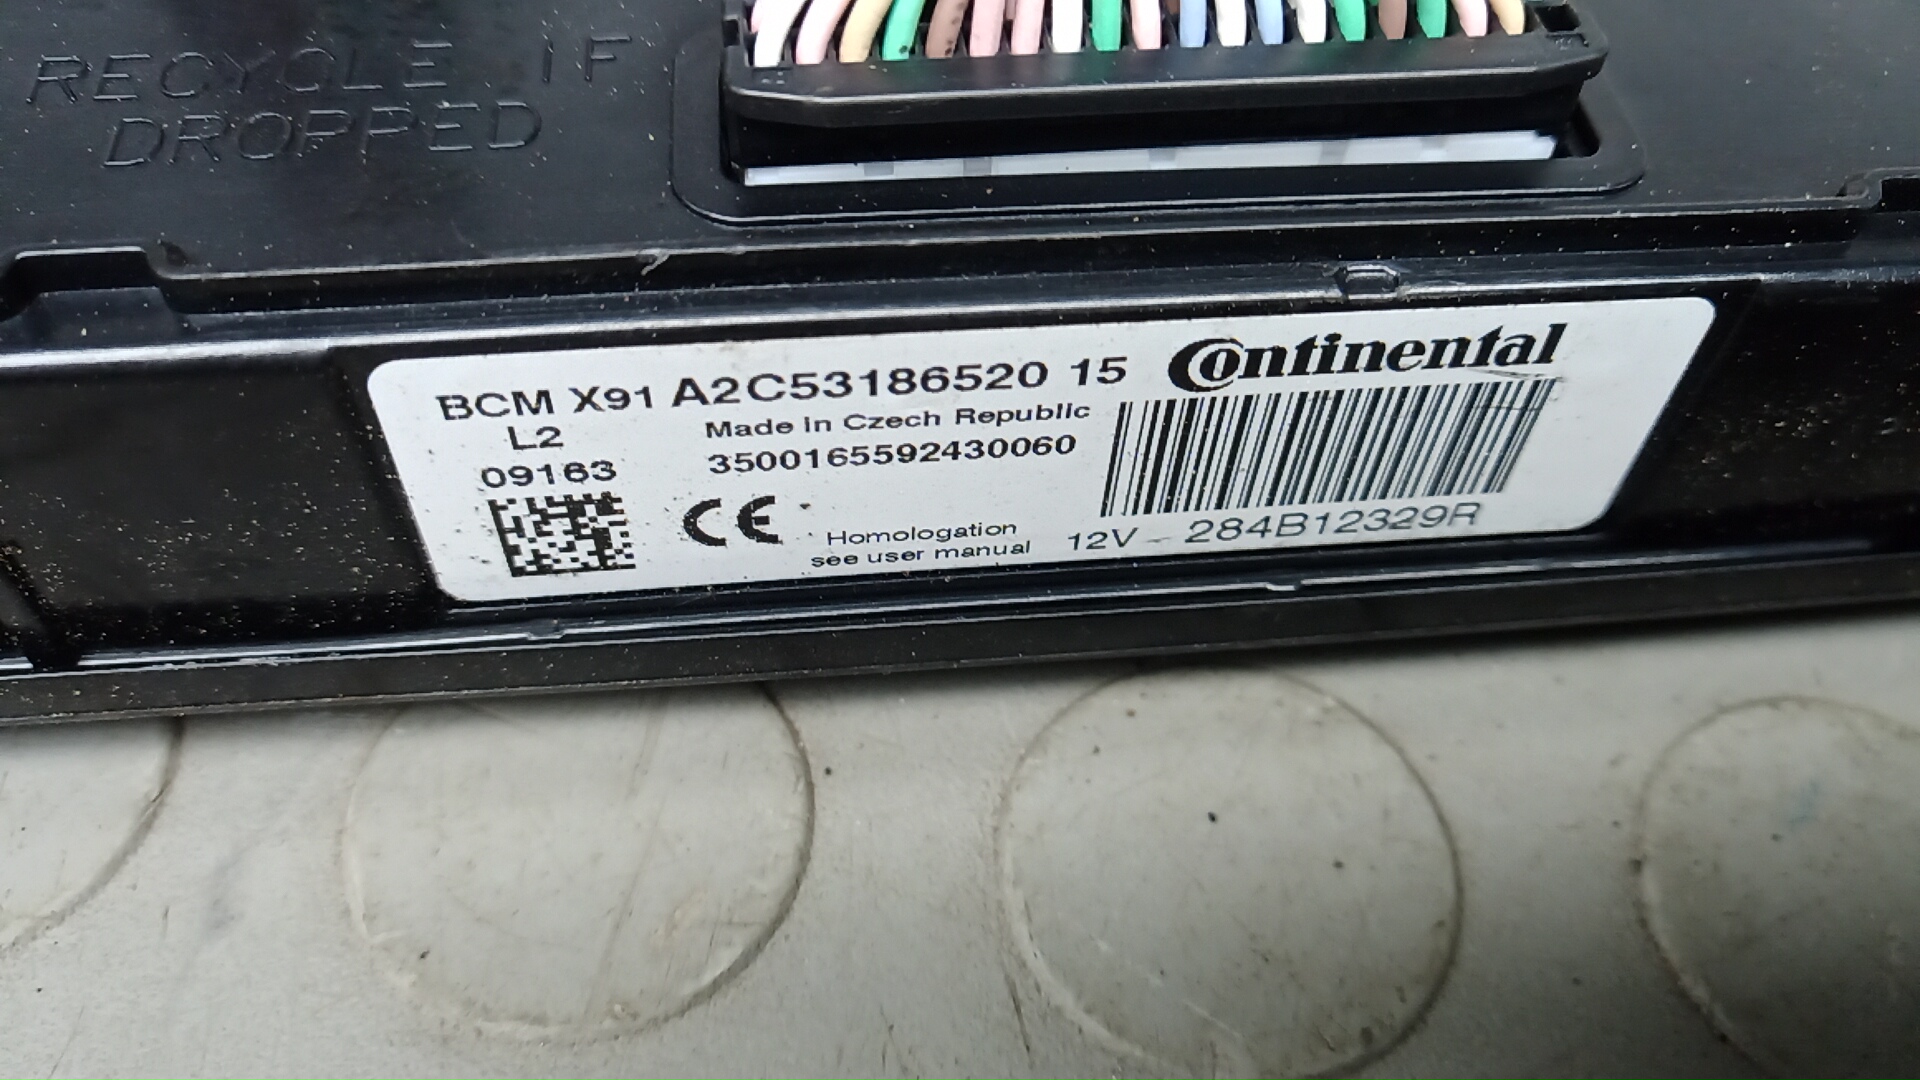 RECYCLE IF
DROPPED
BCM X91 A2C53186520 15 Continental
L2
Made in Czech Republic
09163
3500165592430060
CE
Homologation
see user manual
12V - 284B12329R